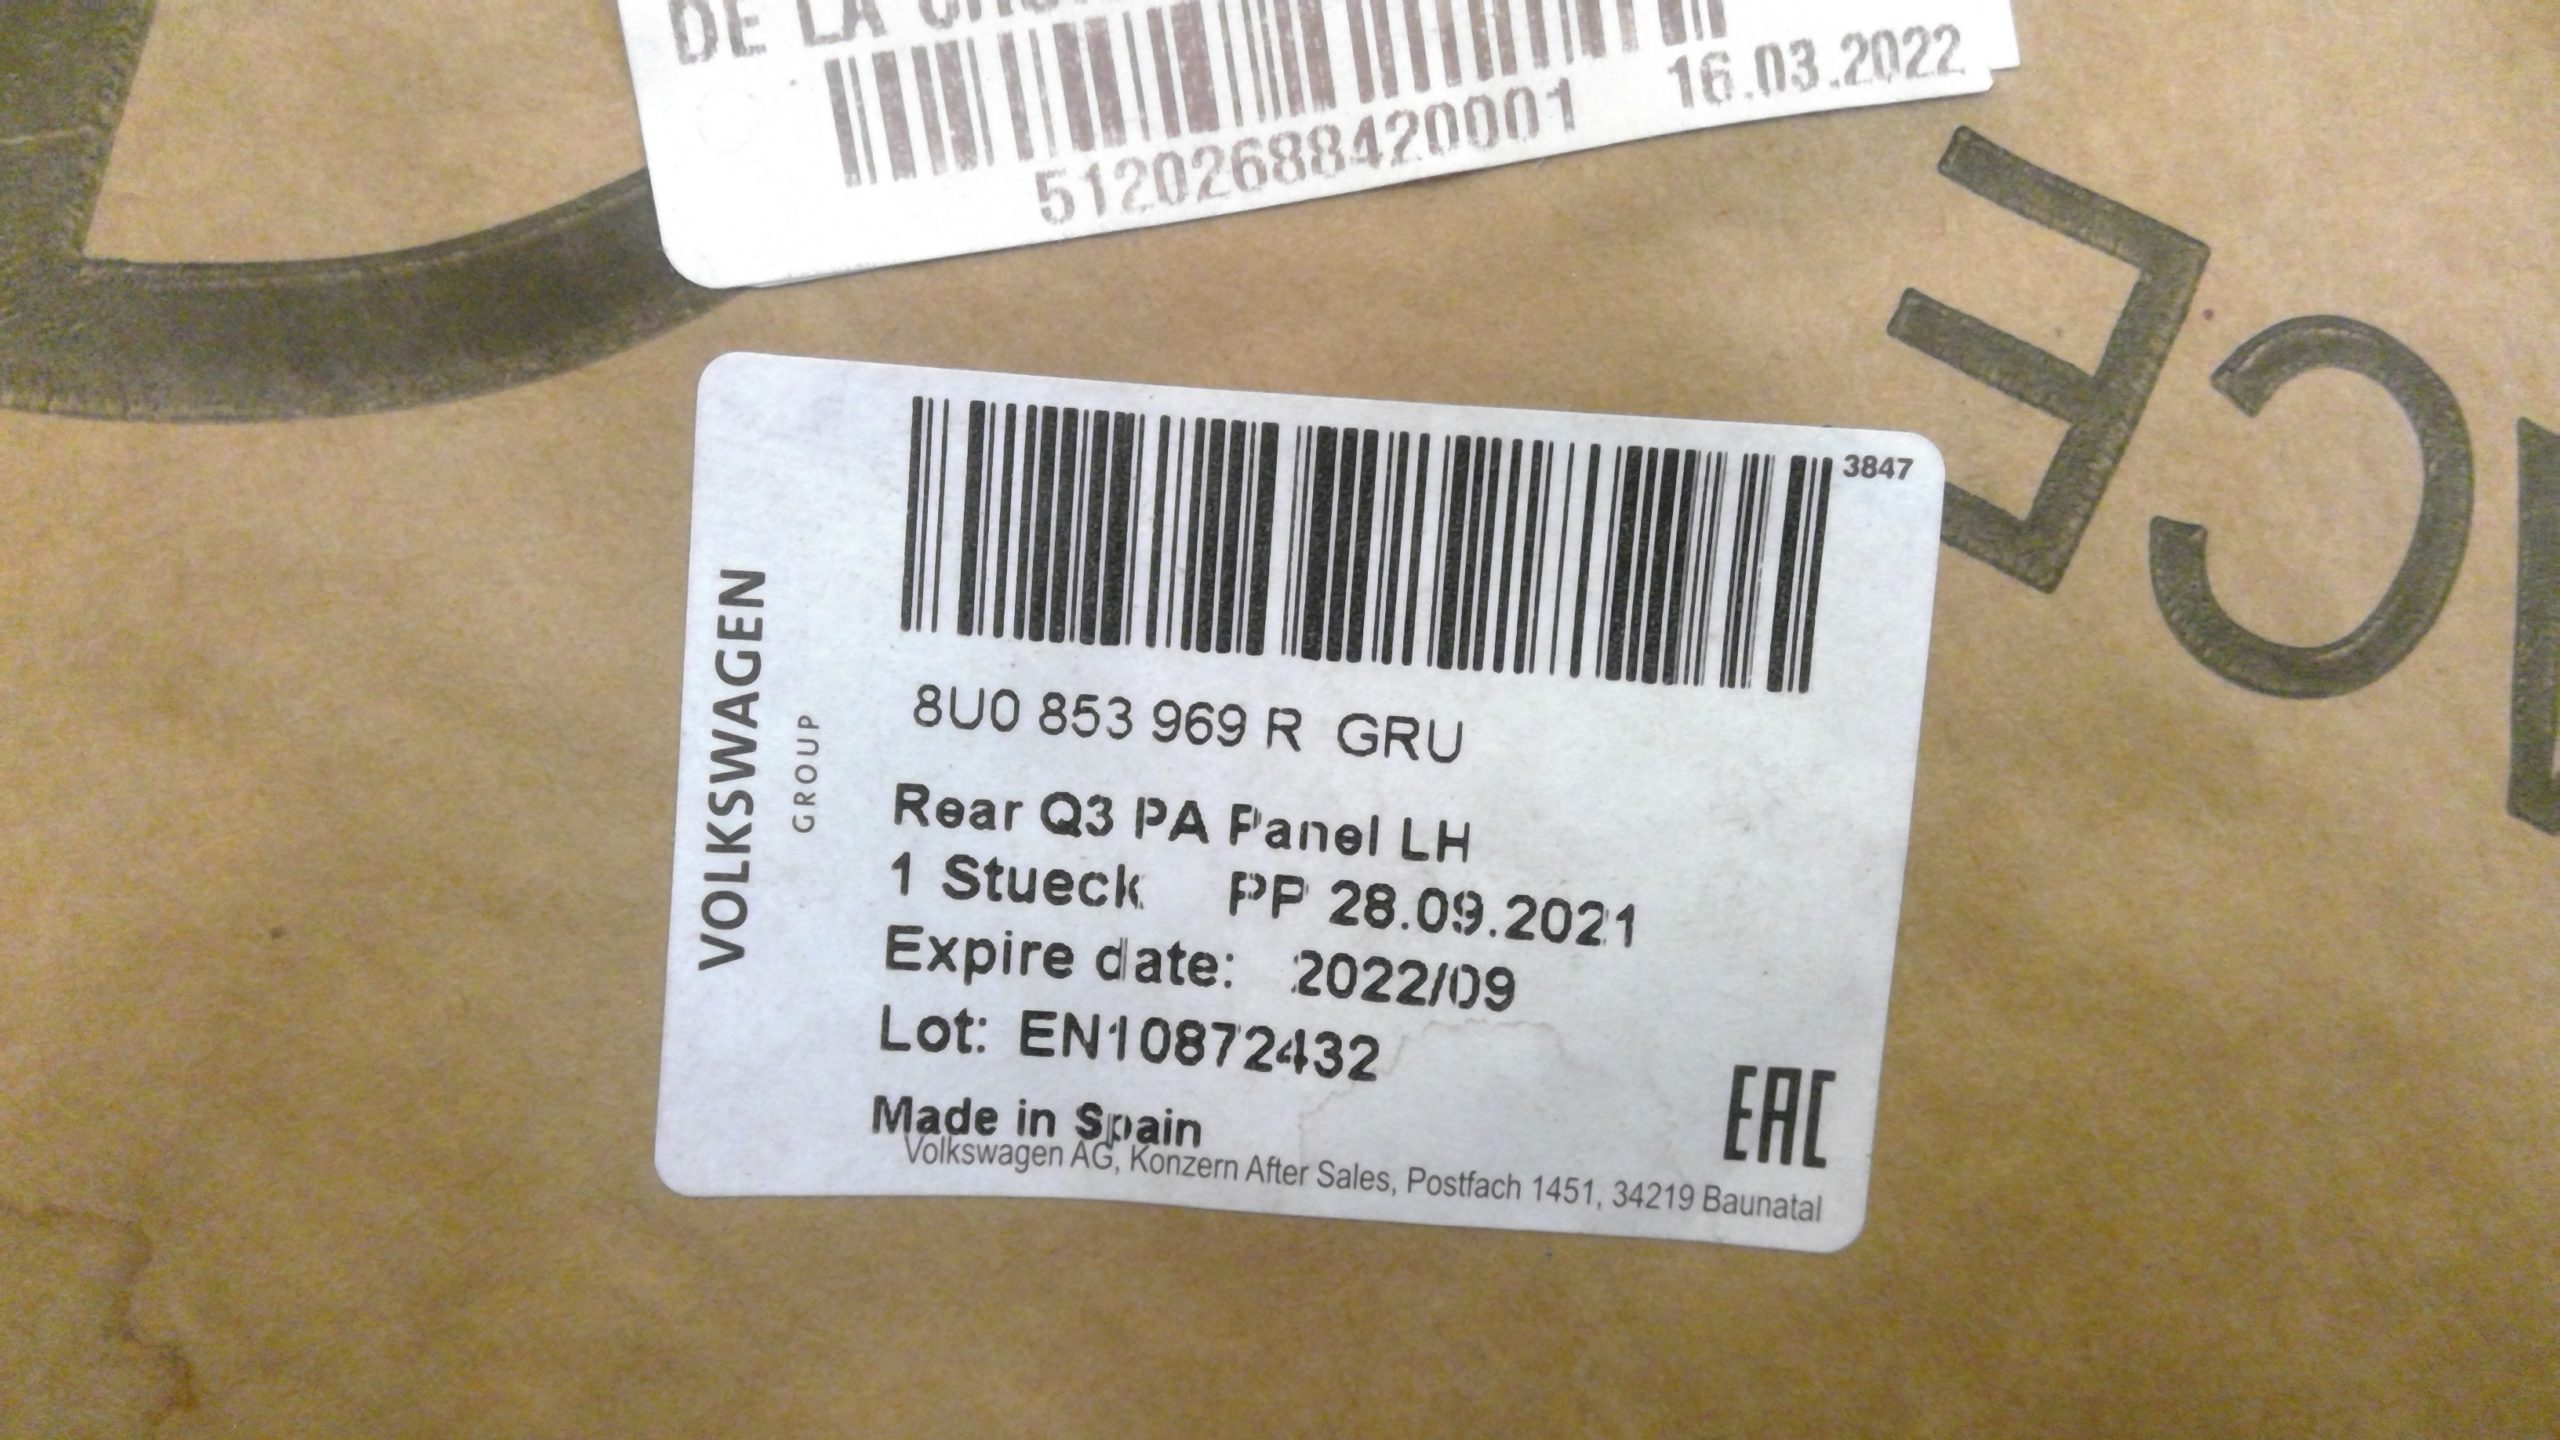 DE LA
51202688420001
16.03.2022
3847
8U0 853 969 R GRU
Rear Q3 PA Panel LH
1 Stueck PP 28.09.2021
Expire date: 2022/09
Lot: EN10872432
Made in Spain
Volkswagen AG, Konzern After Sales, Postfach 1451, 34219 Baunatal
EAC
VOLKSWAGEN
GROUP
CE